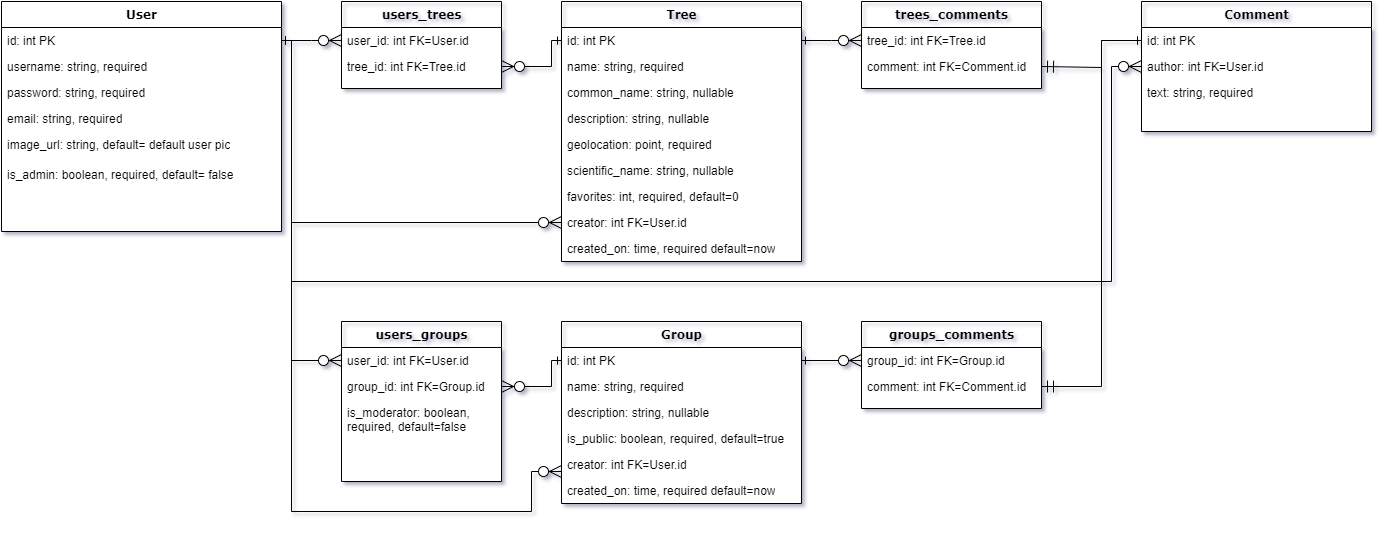 User
id: int PK
username: string, required
password: string, required
email: string, required
image_url: string, default= default user pic
is_admin: boolean, required, default= false
users_trees
user_id: int FK=User.id
tree_id: int FK=Tree.id
Tree
id: int PK
name: string, required
common_name: string, nullable
description: string, nullable
geolocation: point, required
scientific_name: string, nullable
favorites: int, required, default=0
creator: int FK=User.id
created_on: time, required default=now
trees_comments
tree_id: int FK=Tree.id
comment: int FK=Comment.id
Comment
id: int PK
author: int FK=User.id
text: string, required
users_groups
user_id: int FK=User.id
group_id: int FK=Group.id
is_moderator: boolean,
required, default=false
Group
id: int PK
name: string, required
description: string, nullable
is_public: boolean, required, default=true
creator: int FK=User.id
created_on: time, required default=now
groups_comments
group_id: int FK=Group.id
comment: int FK=Comment.id